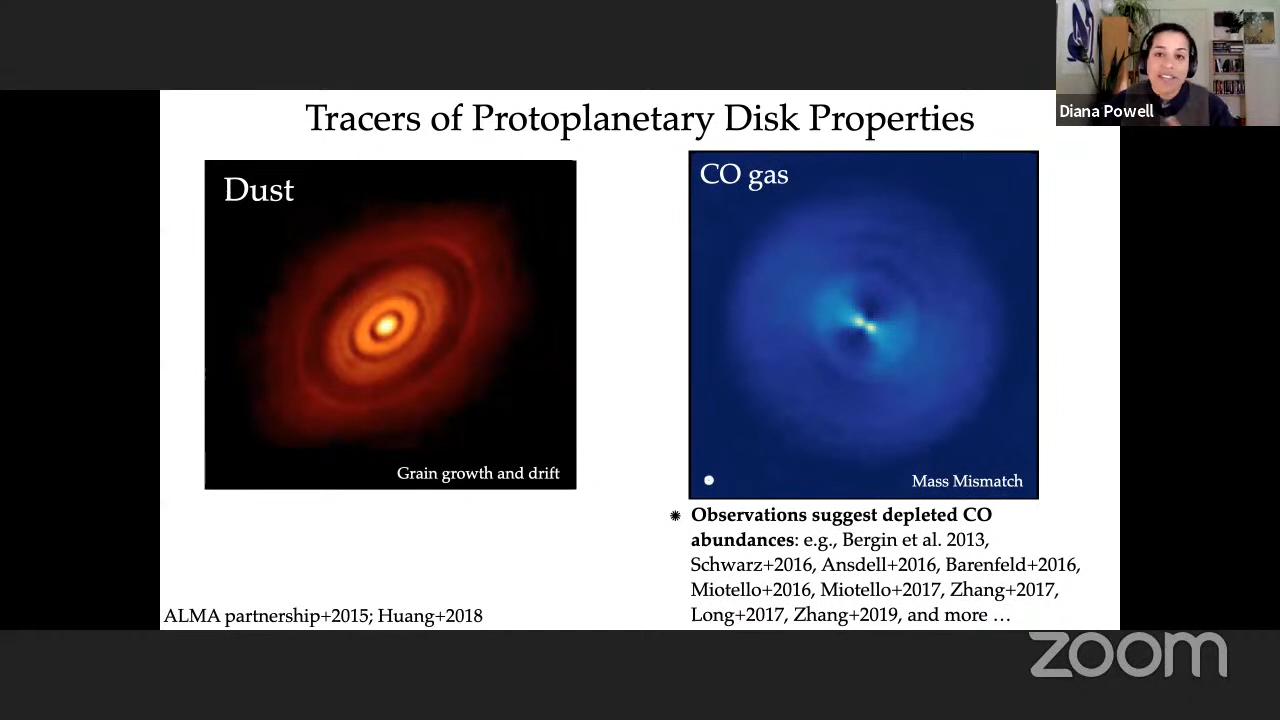 Diana Powell
Tracers of Protoplanetary Disk Properties
Dust
Grain growth and drift
CO gas
Mass Mismatch
✹ Observations suggest depleted CO
abundances: e.g., Bergin et al. 2013,
Schwarz+2016, Ansdell+2016, Barenfeld+2016,
Miotello+2016, Miotello+2017, Zhang+2017,
Long+2017, Zhang+2019, and more …
ALMA partnership+2015; Huang+2018
zoom